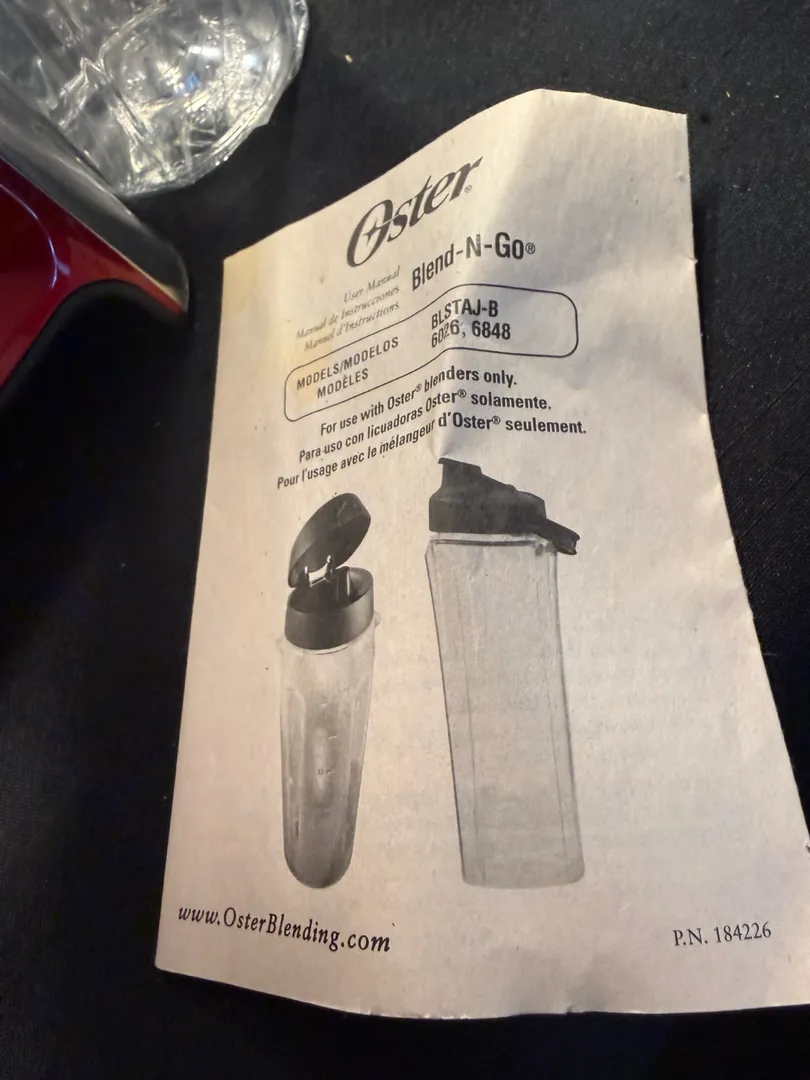 Oster®
User Manual
Manual de Instrucciones
Manuel d'Instructions
Blend-N-Go®
MODELS/MODELOS
MODÈLES
BLSTAJ-B
6026, 6848
For use with Oster® blenders only.
Para uso con licuadoras Oster® solamente.
Pour l'usage avec le mélangeur d'Oster® seulement.
www.OsterBlending.com
P.N. 184226